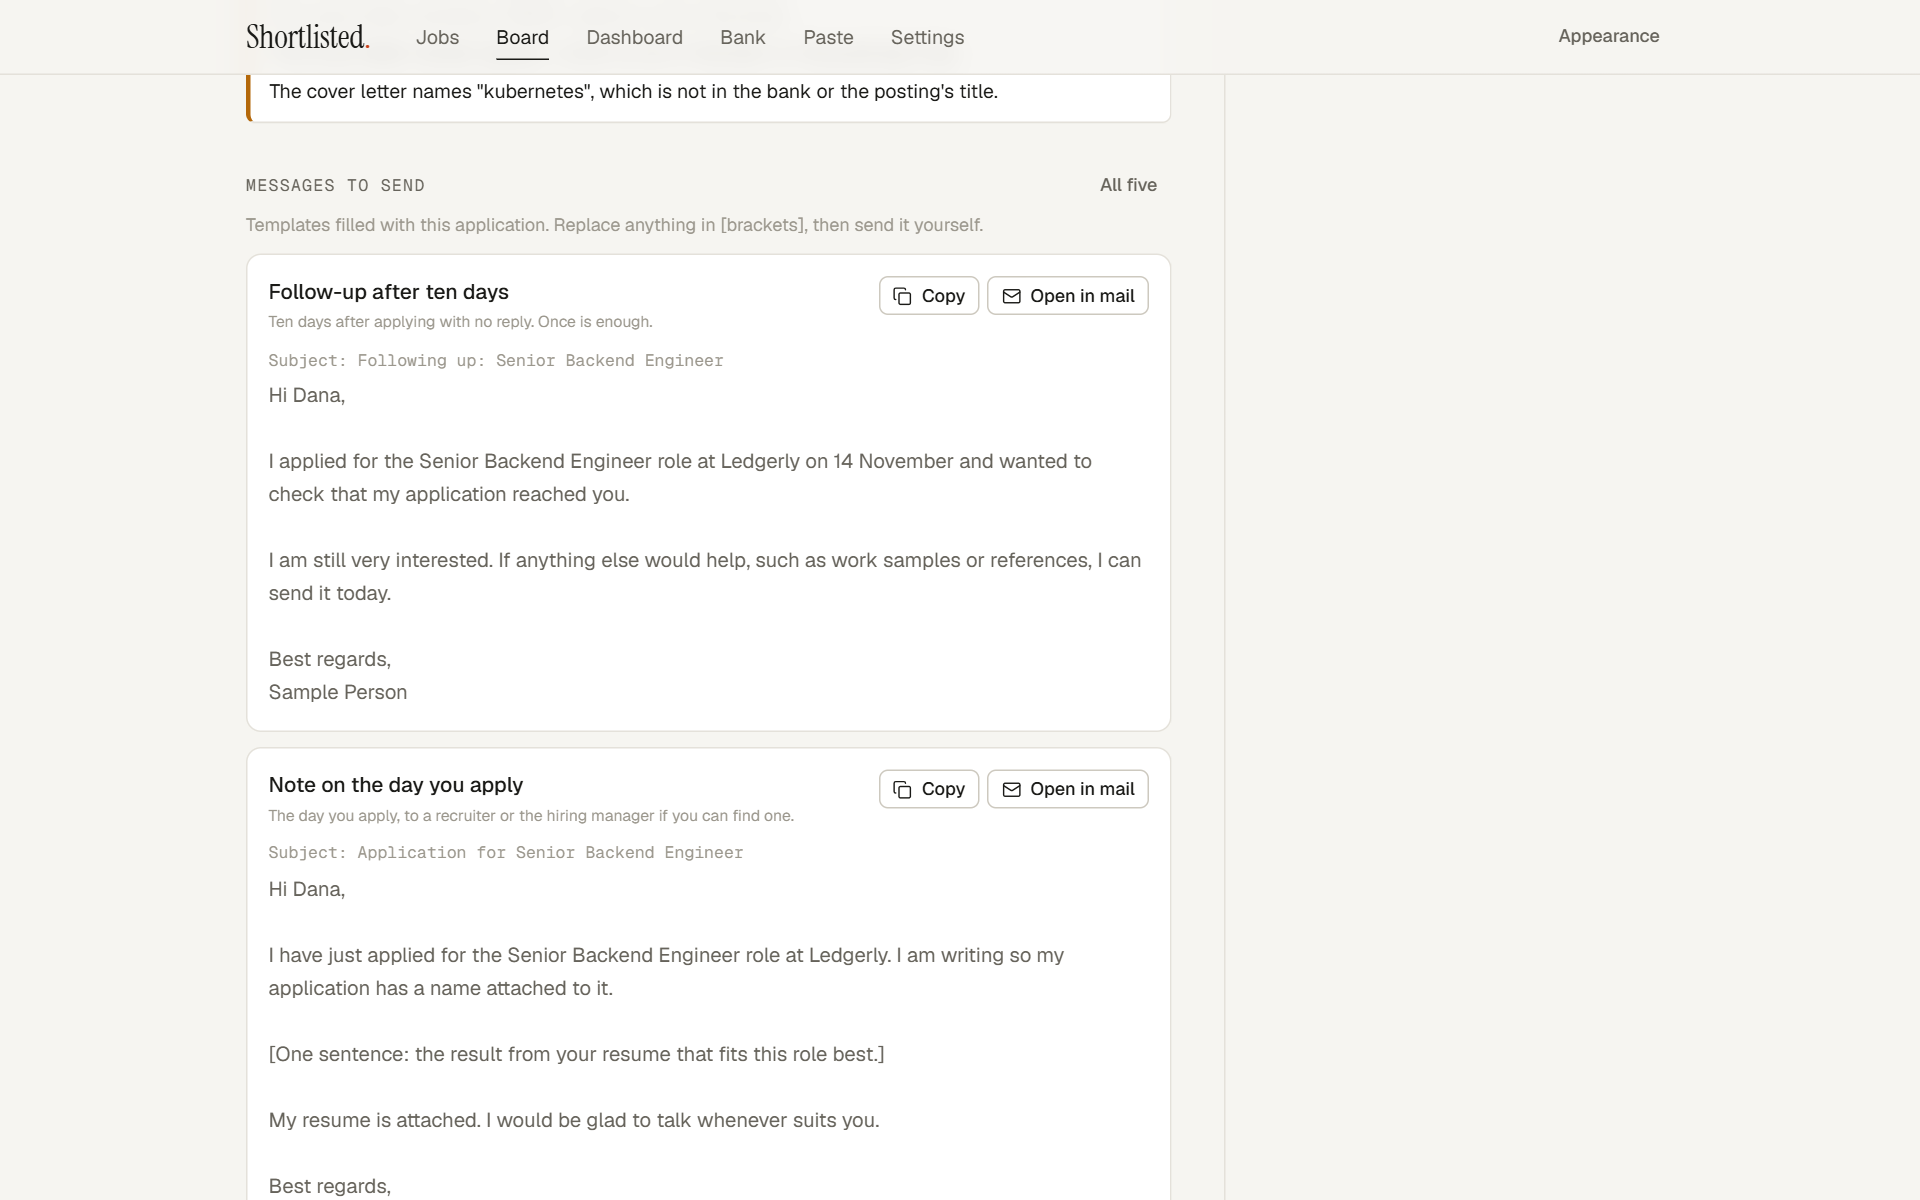 Shortlisted.
Jobs
Board
Dashboard
Bank
Paste
Settings
Appearance
The cover letter names "kubernetes", which is not in the bank or the posting's title.
MESSAGES TO SEND
All five
Templates filled with this application. Replace anything in [brackets], then send it yourself.
Follow-up after ten days
Copy
Open in mail
Ten days after applying with no reply. Once is enough.
Subject: Following up: Senior Backend Engineer
Hi Dana,
I applied for the Senior Backend Engineer role at Ledgerly on 14 November and wanted to
check that my application reached you.
I am still very interested. If anything else would help, such as work samples or references, I can
send it today.
Best regards,
Sample Person
Note on the day you apply
Copy
Open in mail
The day you apply, to a recruiter or the hiring manager if you can find one.
Subject: Application for Senior Backend Engineer
Hi Dana,
I have just applied for the Senior Backend Engineer role at Ledgerly. I am writing so my
application has a name attached to it.
[One sentence: the result from your resume that fits this role best.]
My resume is attached. I would be glad to talk whenever suits you.
Best regards,